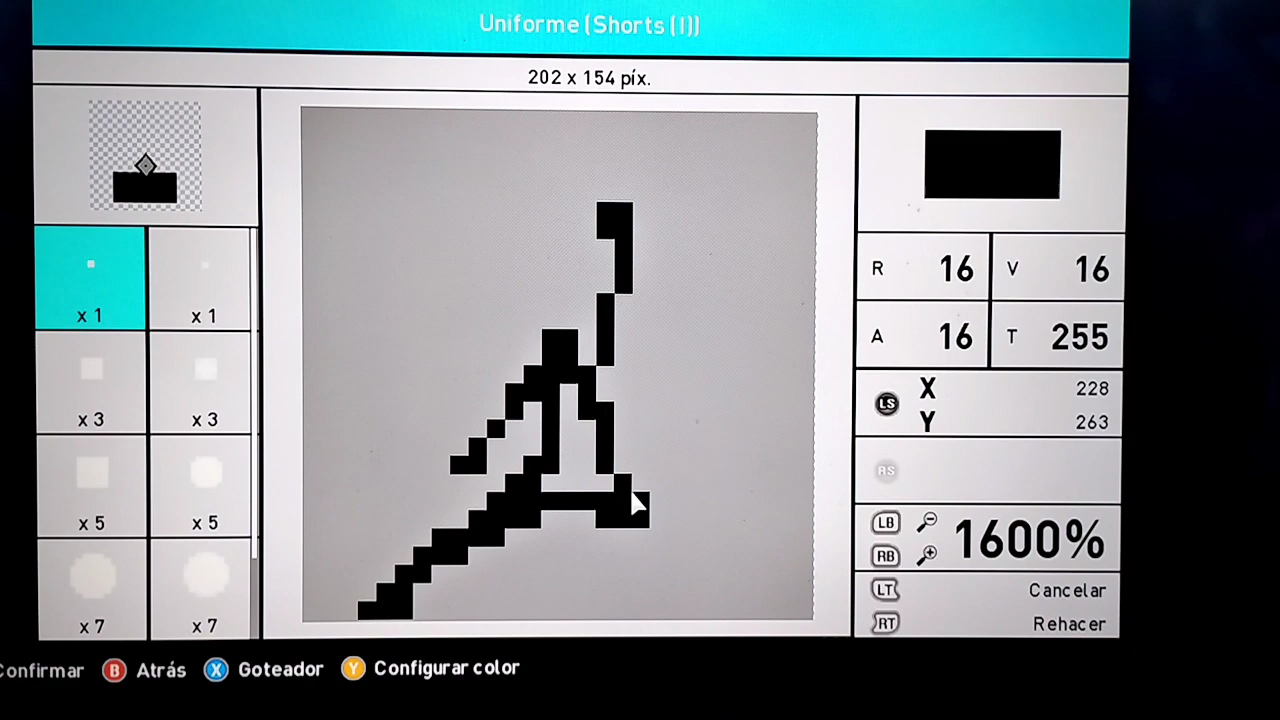 Uniforme (Shorts (I))
202 x 154 píx.
x 1
x 1
x 3
x 3
x 5
x 5
x 7
x 7
R 16
V 16
A 16
T 255
LS X 228
Y 263
RS
LB
RB
1600%
LT Cancelar
RT Rehacer
Confirmar B Atrás X Goteador Y Configurar color